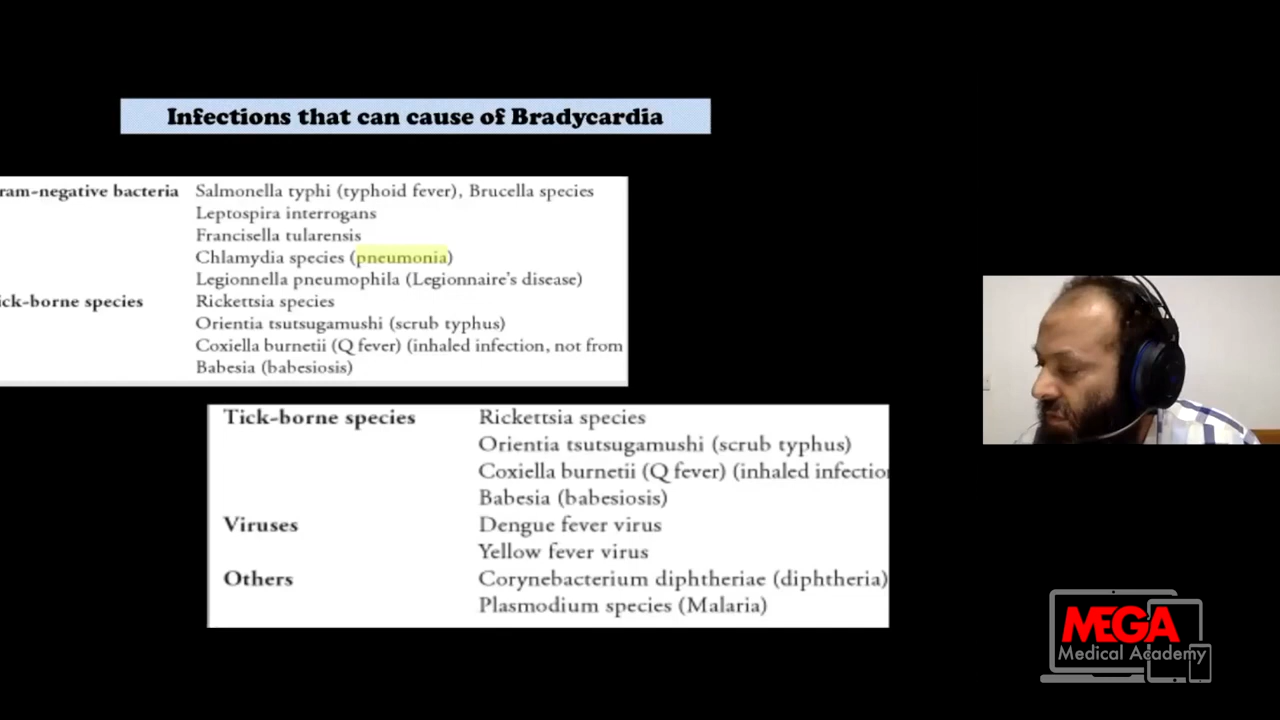 Infections that can cause of Bradycardia
ram-negative bacteria Salmonella typhi (typhoid fever), Brucella species
Leptospira interrogans
Francisella tularensis
Chlamydia species (pneumonia)
Legionnella pneumophila (Legionnaire's disease)
ick-borne species Rickettsia species
Orientia tsutsugamushi (scrub typhus)
Coxiella burnetii (Q fever) (inhaled infection, not from
Babesia (babesiosis)
Tick-borne species Rickettsia species
Orientia tsutsugamushi (scrub typhus)
Coxiella burnetii (Q fever) (inhaled infectio
Babesia (babesiosis)
Viruses Dengue fever virus
Yellow fever virus
Others Corynebacterium diphtheriae (diphtheria)
Plasmodium species (Malaria)
MEGA
Medical Academy